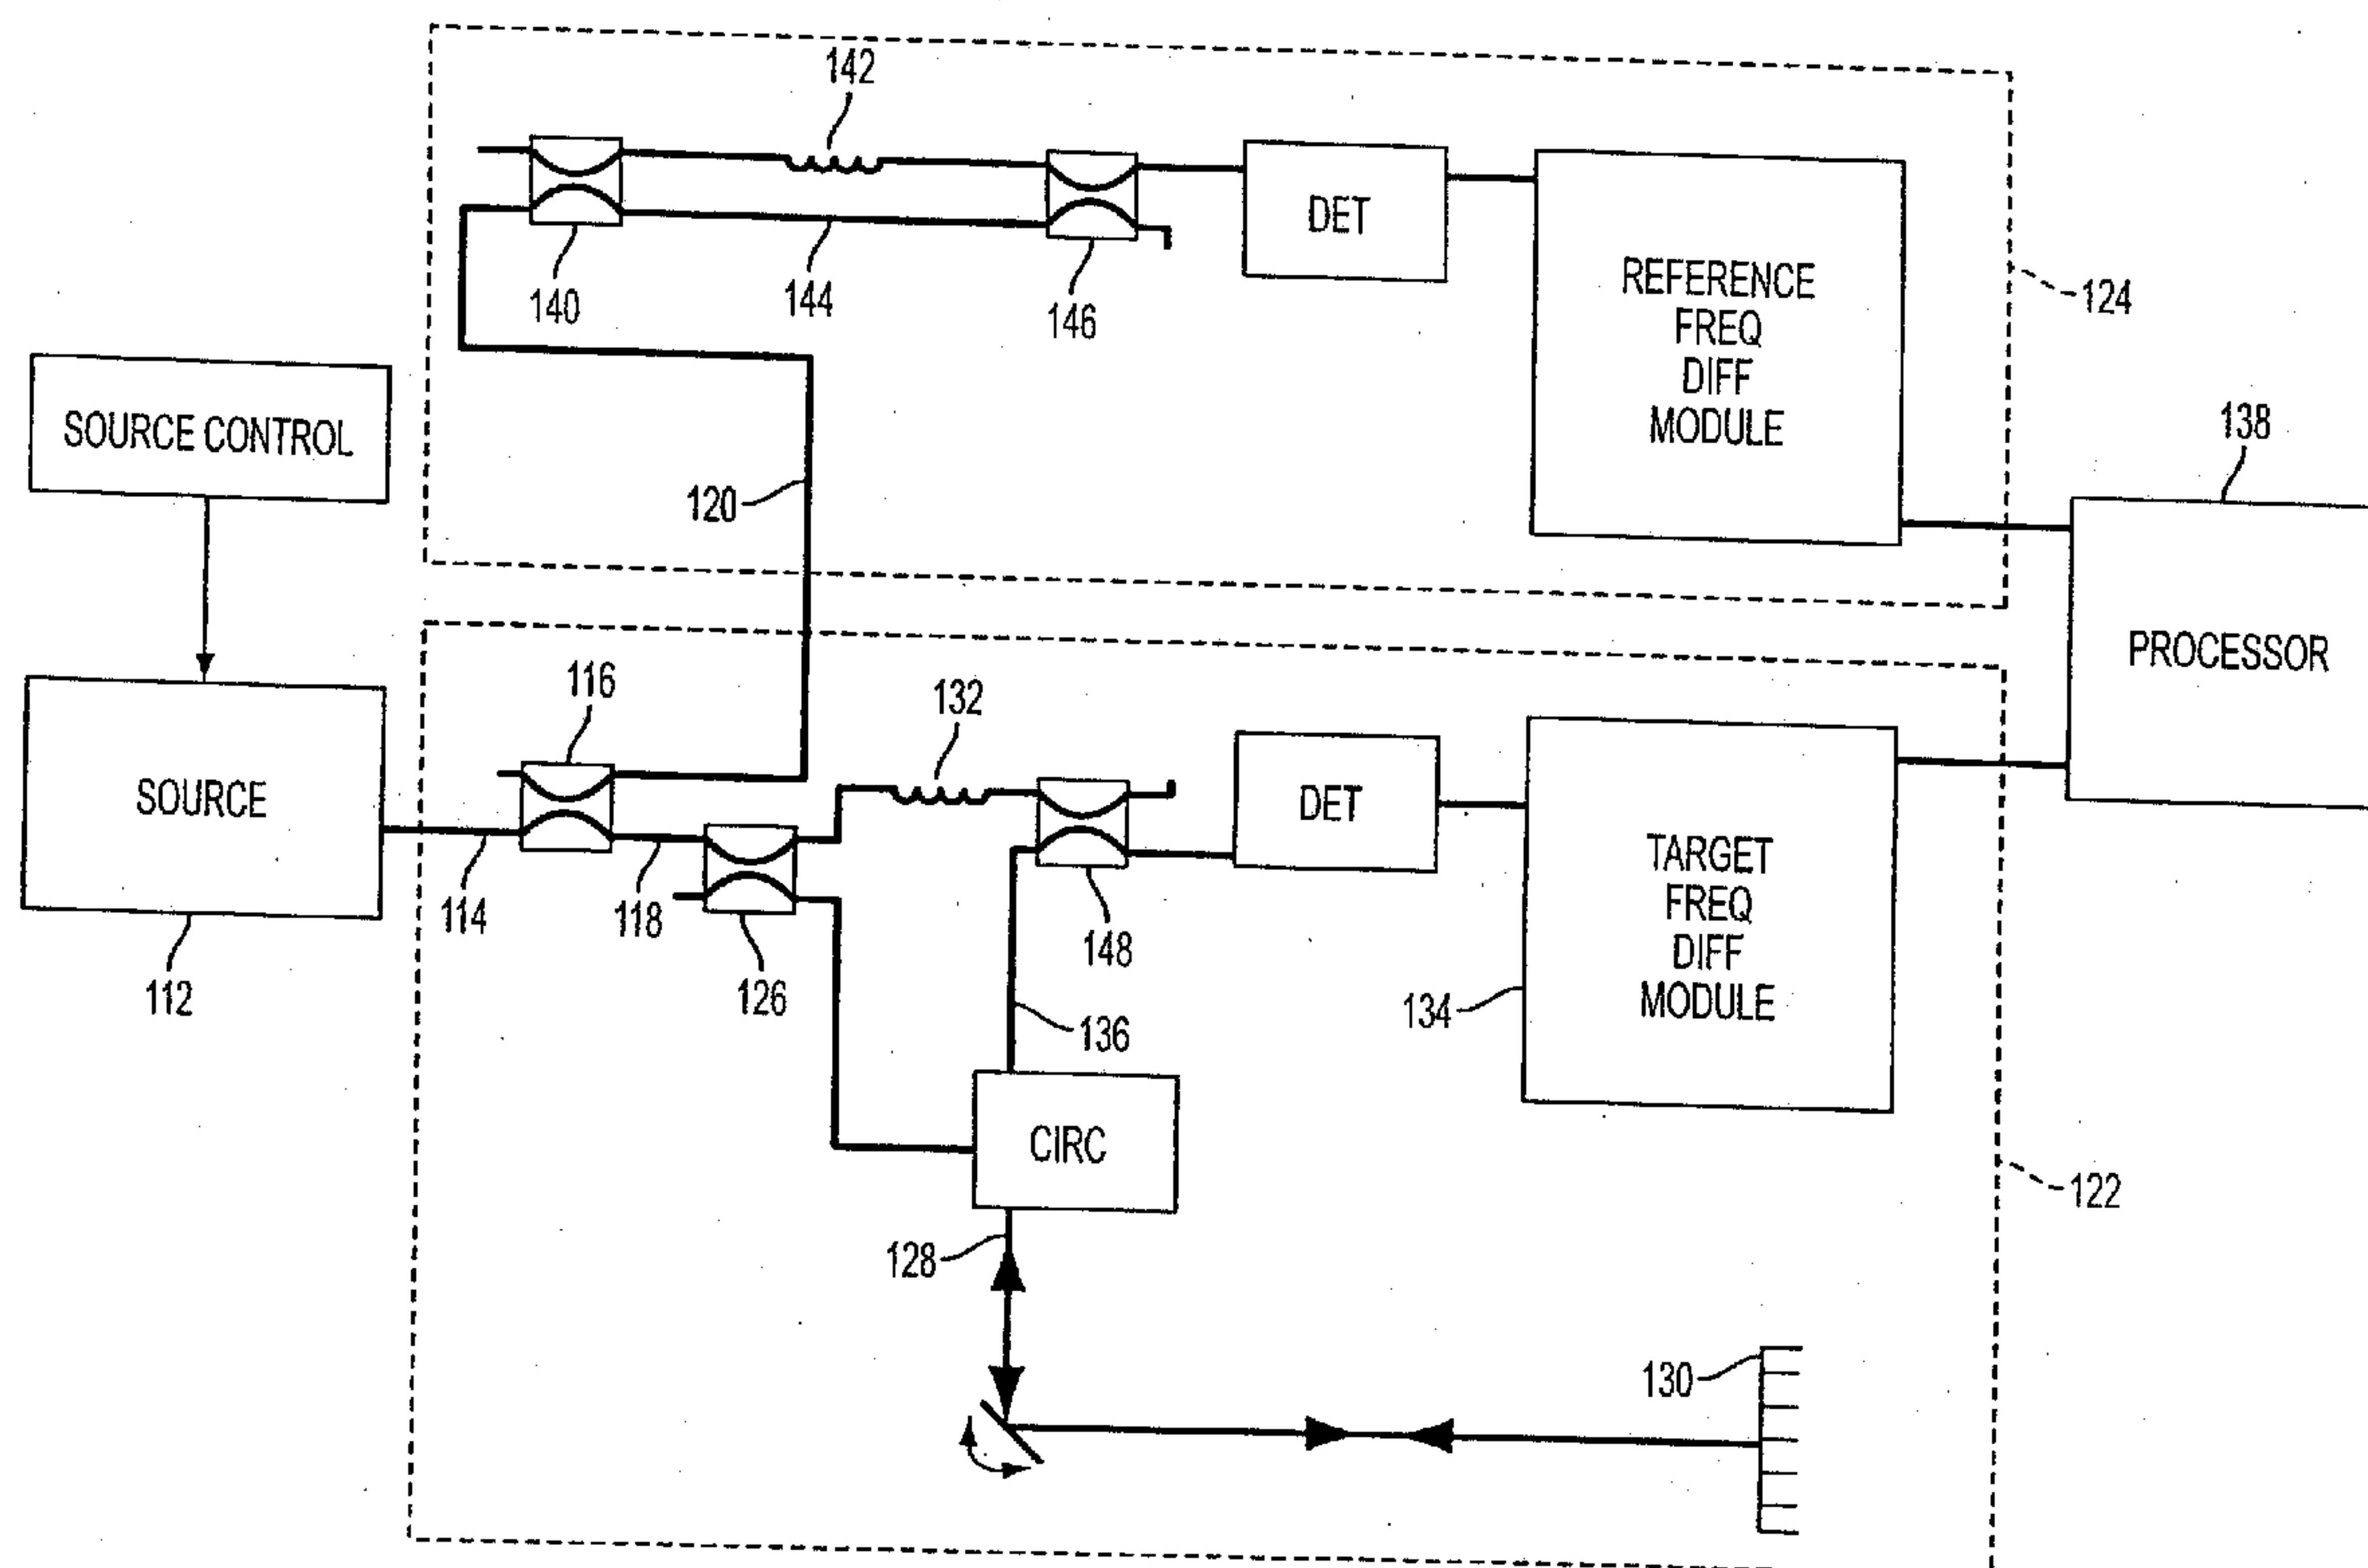 142
DET
REFERENCE
FREQ
DIFF
MODULE
140
144
146
124
SOURCE CONTROL
120
138
PROCESSOR
116
132
SOURCE
DET
TARGET
FREQ
DIFF
MODULE
114
118
126
148
112
134
136
CIRC
122
128
130